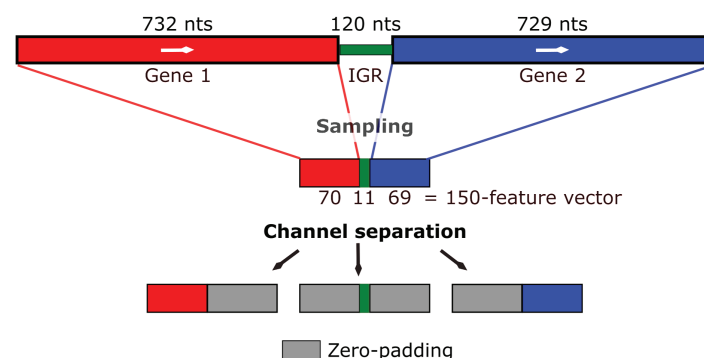 732 nts 120 nts 729 nts
Gene 1 IGR Gene 2
Sampling
70 11 69 = 150-feature vector
Channel separation
Zero-padding